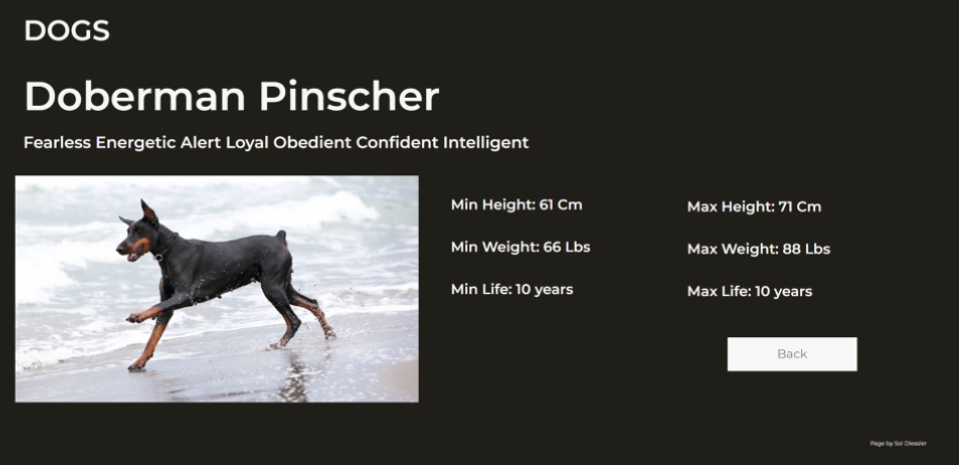 DOGS
Doberman Pinscher
Fearless Energetic Alert Loyal Obedient Confident Intelligent
Min Height: 61 Cm
Max Height: 71 Cm
Min Weight: 66 Lbs
Max Weight: 88 Lbs
Min Life: 10 years
Max Life: 10 years
Back
Page by Sol Diessler